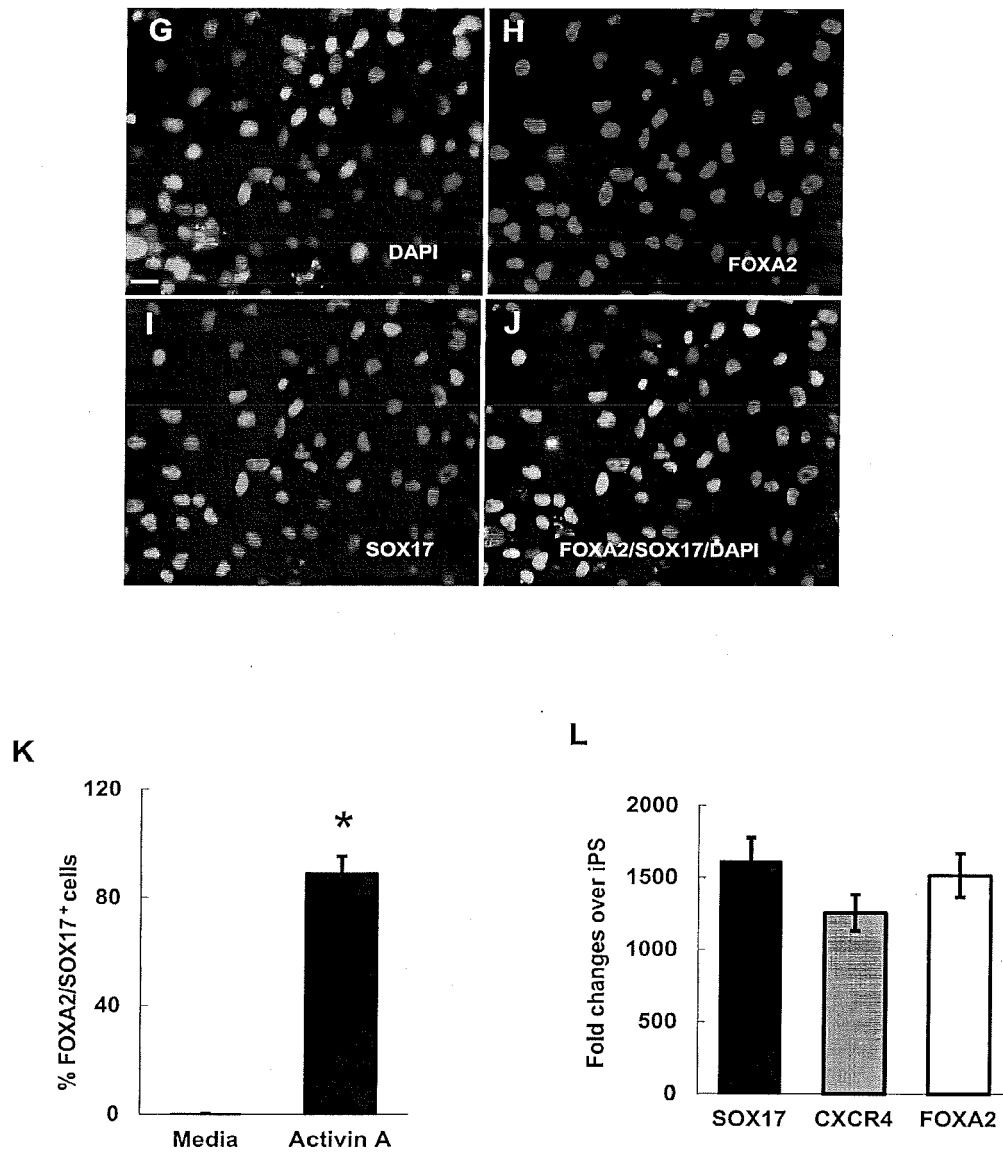 G
DAPI
H
FOXA2
I
SOX17
J
FOXA2/SOX17/DAPI
K
% FOXA2/SOX17⁺ cells
120
80
40
0
*
Media
Activin A
L
Fold changes over iPS
2000
1500
1000
500
0
SOX17
CXCR4
FOXA2